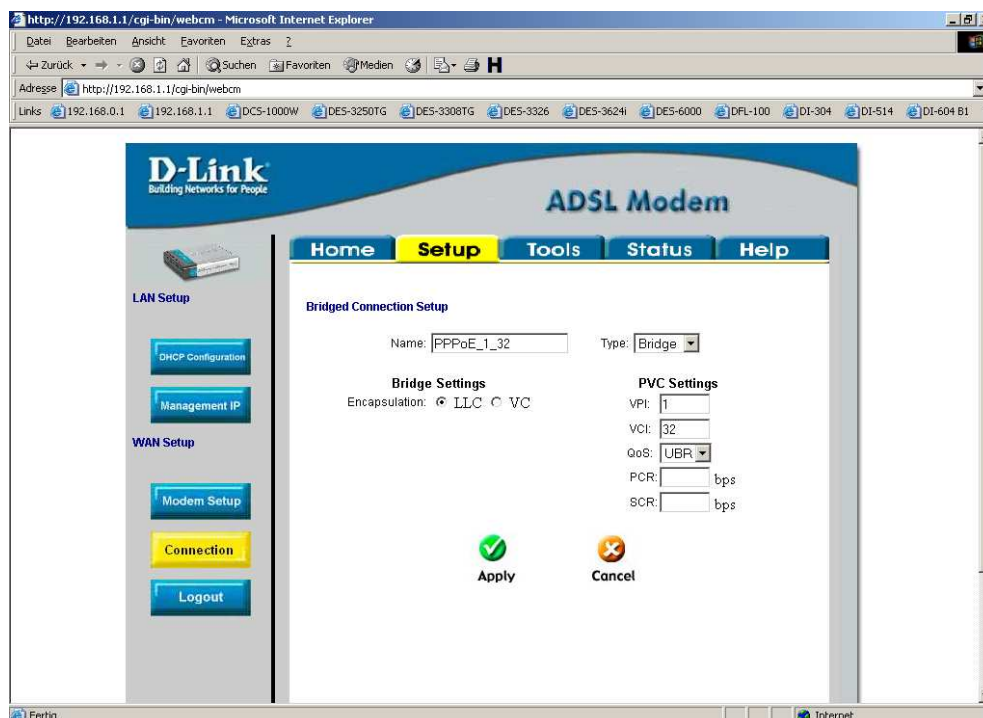 http://192.168.1.1/cgi-bin/webcm - Microsoft Internet Explorer
Datei Bearbeiten Ansicht Favoriten Extras ?
Zurück Suchen Favoriten Medien H
Adresse http://192.168.1.1/cgi-bin/webcm
Links 192.168.0.1 192.168.1.1 DCS-1000W DES-3250TG DES-3308TG DES-3326 DES-3624i DES-6000 DFL-100 DI-304 DI-514 DI-604 B1
D-Link
Building Networks for People
ADSL Modem
Home Setup Tools Status Help
LAN Setup
DHCP Configuration
Management IP
WAN Setup
Modem Setup
Connection
Logout
Bridged Connection Setup
Name: PPPoE_1_32 Type: Bridge
Bridge Settings PVC Settings
Encapsulation: LLC VC VPI: 1
VCI: 32
QoS: UBR
PCR: bps
SCR: bps
Apply Cancel
Fertig Internet